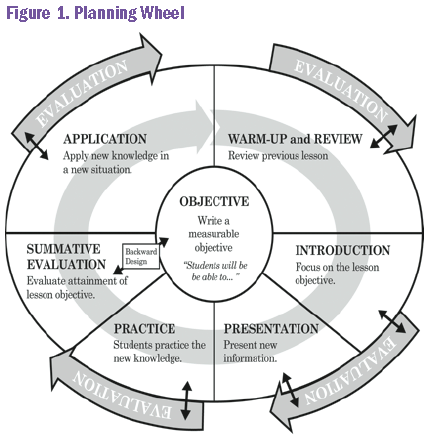 Figure 1. Planning Wheel
EVALUATION
EVALUATION
APPLICATION
Apply new knowledge in
a new situation.
WARM-UP and REVIEW
Review previous lesson
OBJECTIVE
Write a
measurable
objective
"Students will be
be able to... "
SUMMATIVE
EVALUATION
Evaluate attainment of
lesson objective.
Backward
Design
INTRODUCTION
Focus on the lesson
objective.
PRACTICE
Students practice the
new knowledge.
PRESENTATION
Present new
information.
EVALUATION
EVALUATION